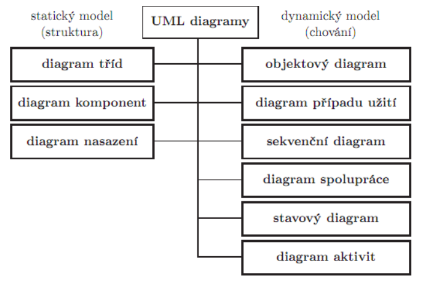 statický model
(struktura)
UML diagramy
dynamický model
(chování)
diagram tříd
objektový diagram
diagram komponent
diagram případu užití
diagram nasazení
sekvenční diagram
diagram spolupráce
stavový diagram
diagram aktivit